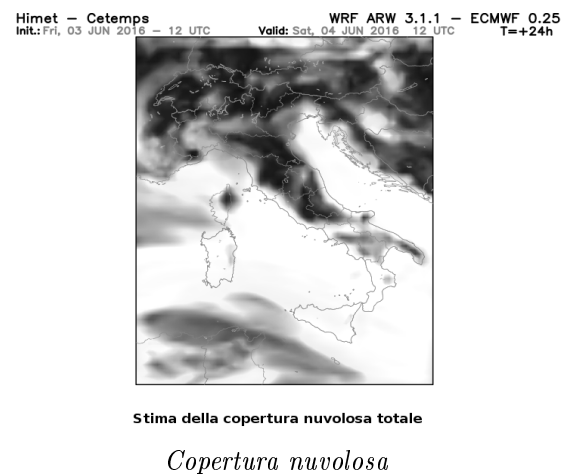 Himet – Cetemps WRF ARW 3.1.1 – ECMWF 0.25
Init.: Fri, 03 JUN 2016 – 12 UTC Valid: Sat, 04 JUN 2016 12 UTC T=+24h
Stima della copertura nuvolosa totale
Copertura nuvolosa